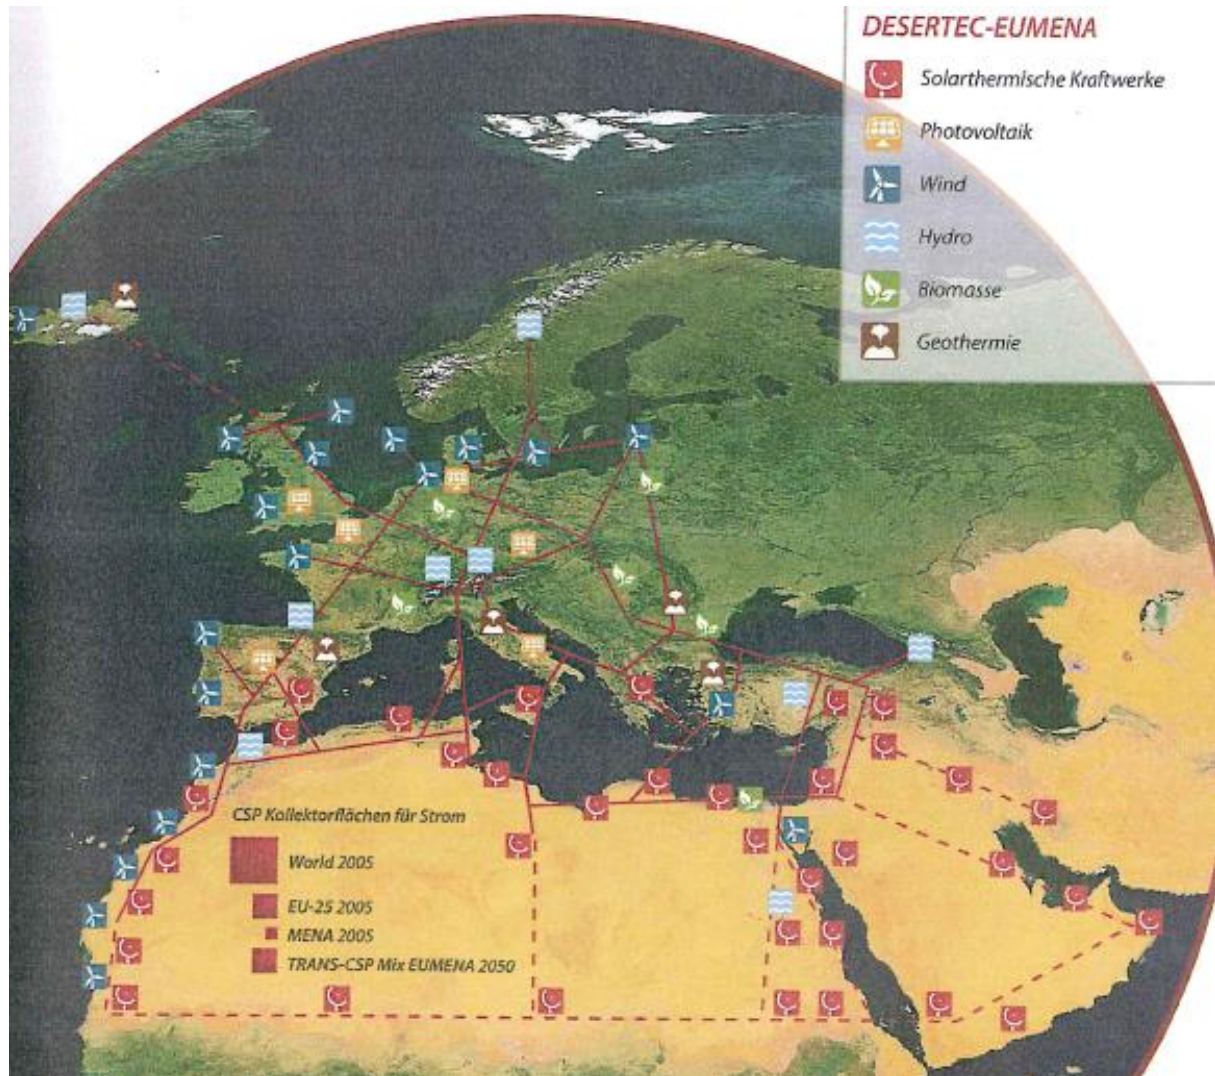 DESERTEC-EUMENA
Solarthermische Kraftwerke
Photovoltaik
Wind
Hydro
Biomasse
Geothermie
CSP Kollektorflächen für Strom
World 2005
EU-25 2005
MENA 2005
TRANS-CSP Mix EUMENA 2050